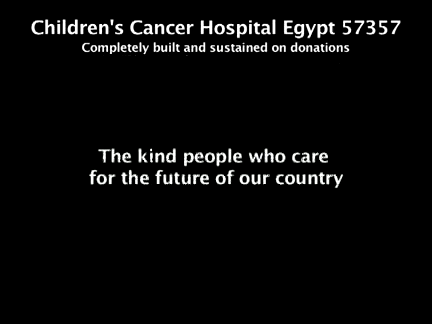 Children's Cancer Hospital Egypt 57357
Completely built and sustained on donations
The kind people who care
for the future of our country